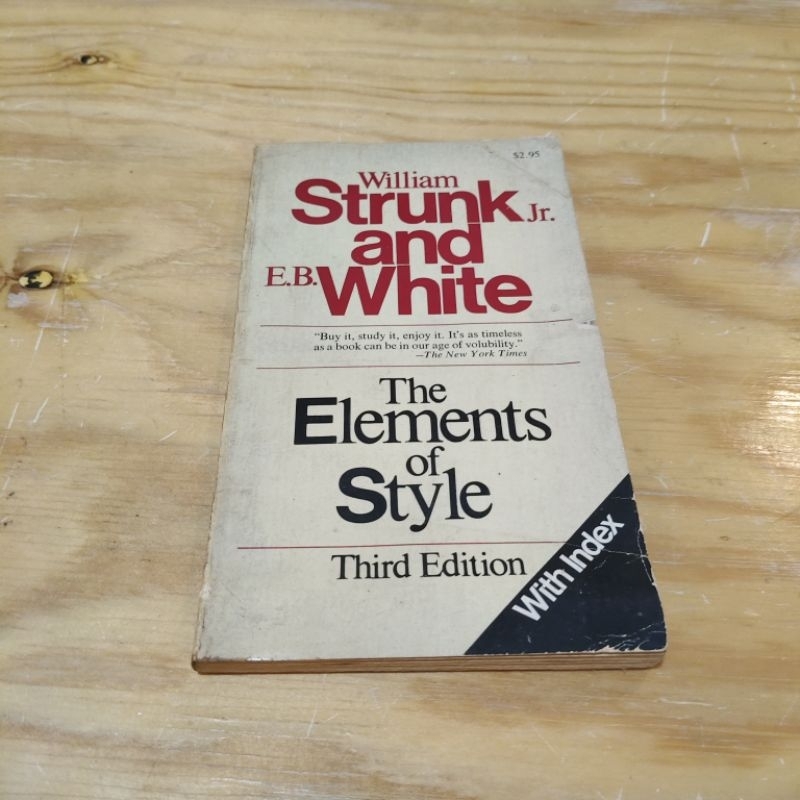 $2.95
William
Strunk Jr.
and
E.B. White
"Buy it, study it, enjoy it. It's as timeless
as a book can be in our age of volubility."
—The New York Times
The
Elements
of
Style
Third Edition
With Index